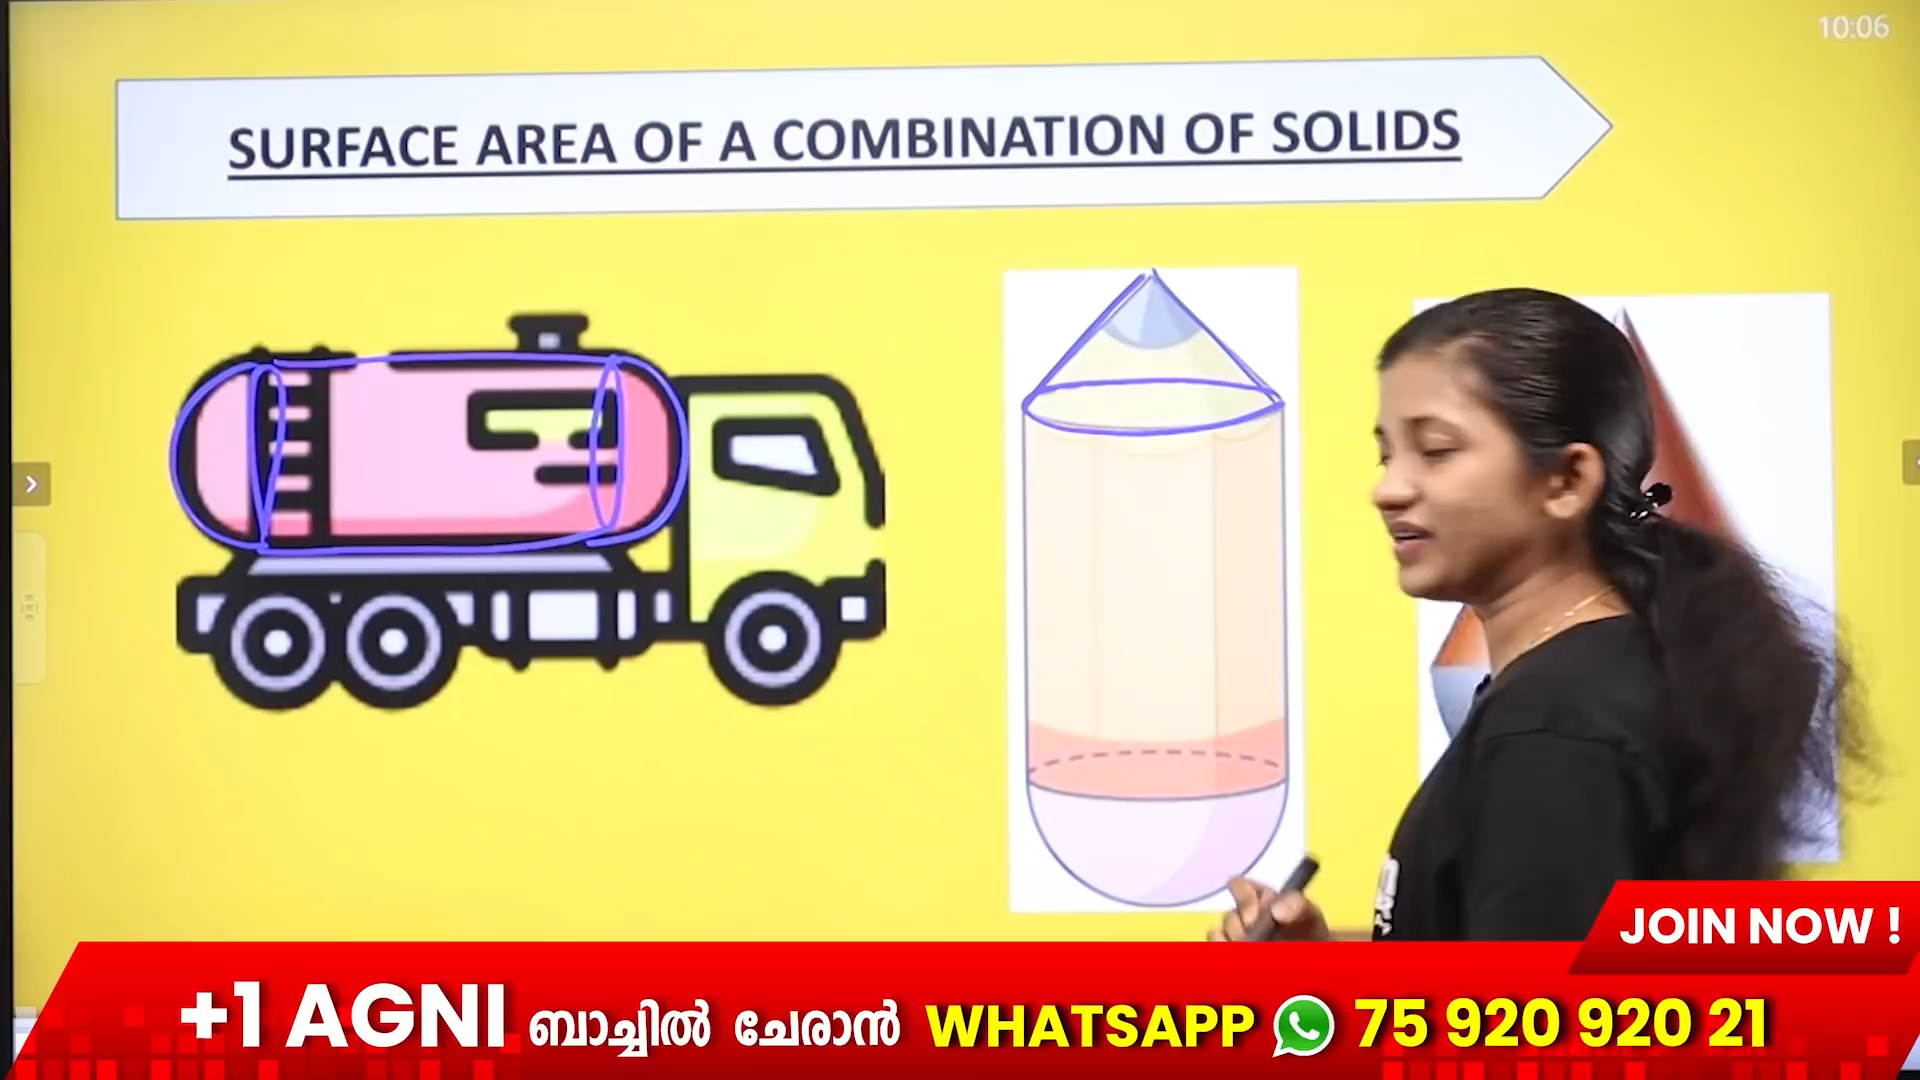 10:06
SURFACE AREA OF A COMBINATION OF SOLIDS
JOIN NOW !
+1 AGNI ബാച്ചിൽ ചേരാൻ WHATSAPP 75 920 920 21